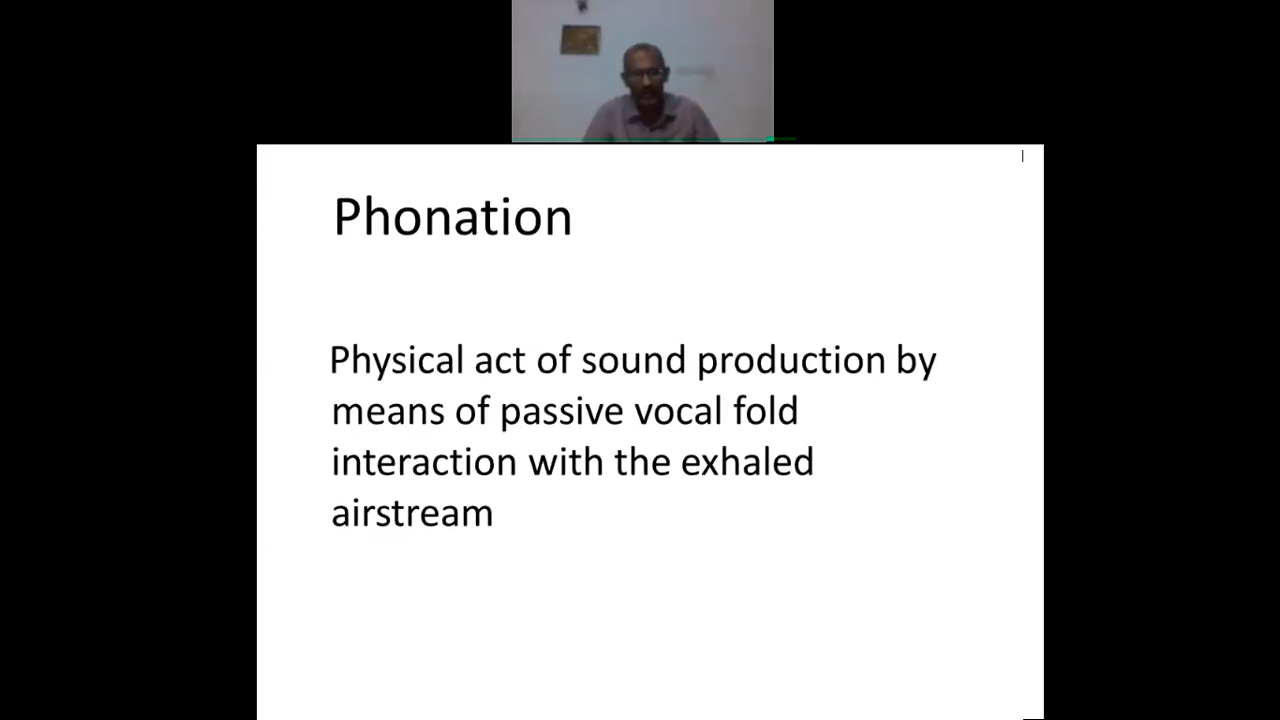 Phonation
Physical act of sound production by
means of passive vocal fold
interaction with the exhaled
airstream